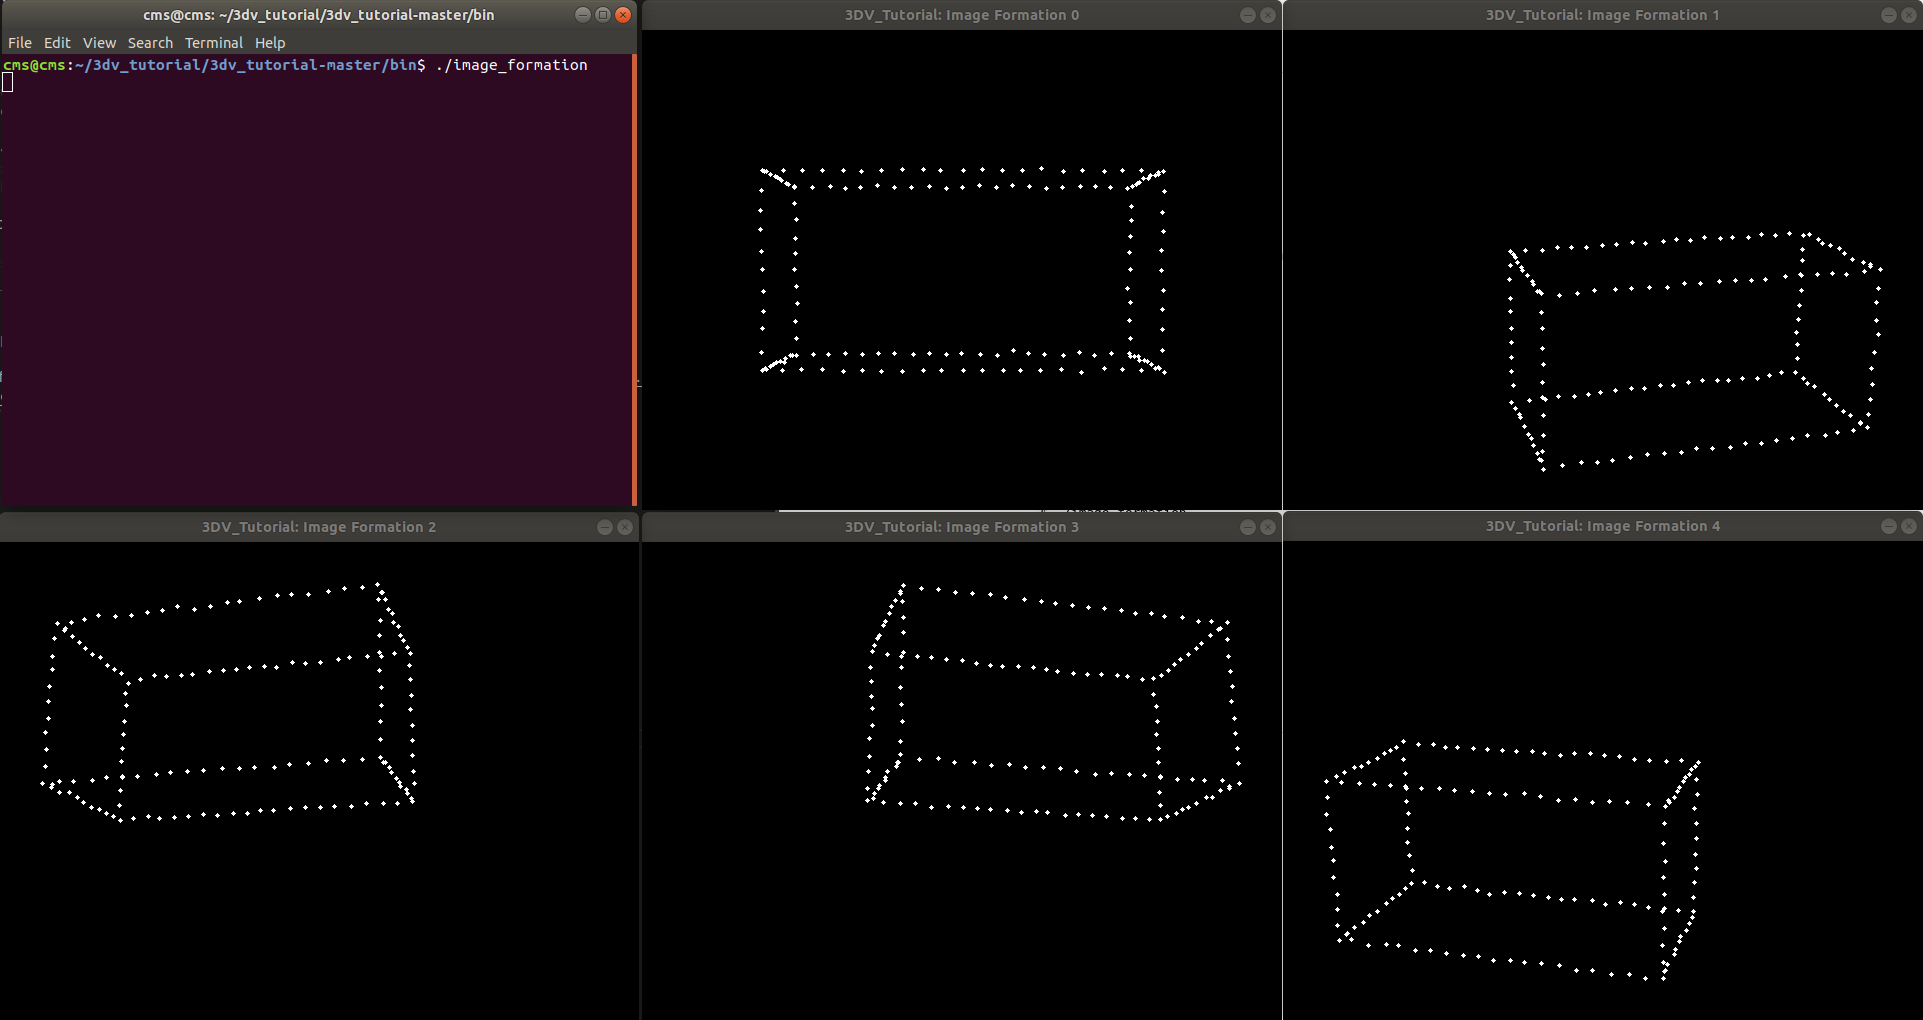 cms@cms: ~/3dv_tutorial/3dv_tutorial-master/bin
File Edit View Search Terminal Help
cms@cms:~/3dv_tutorial/3dv_tutorial-master/bin$ ./image_formation
3DV_Tutorial: Image Formation 0
3DV_Tutorial: Image Formation 1
3DV_Tutorial: Image Formation 2
3DV_Tutorial: Image Formation 3
3DV_Tutorial: Image Formation 4